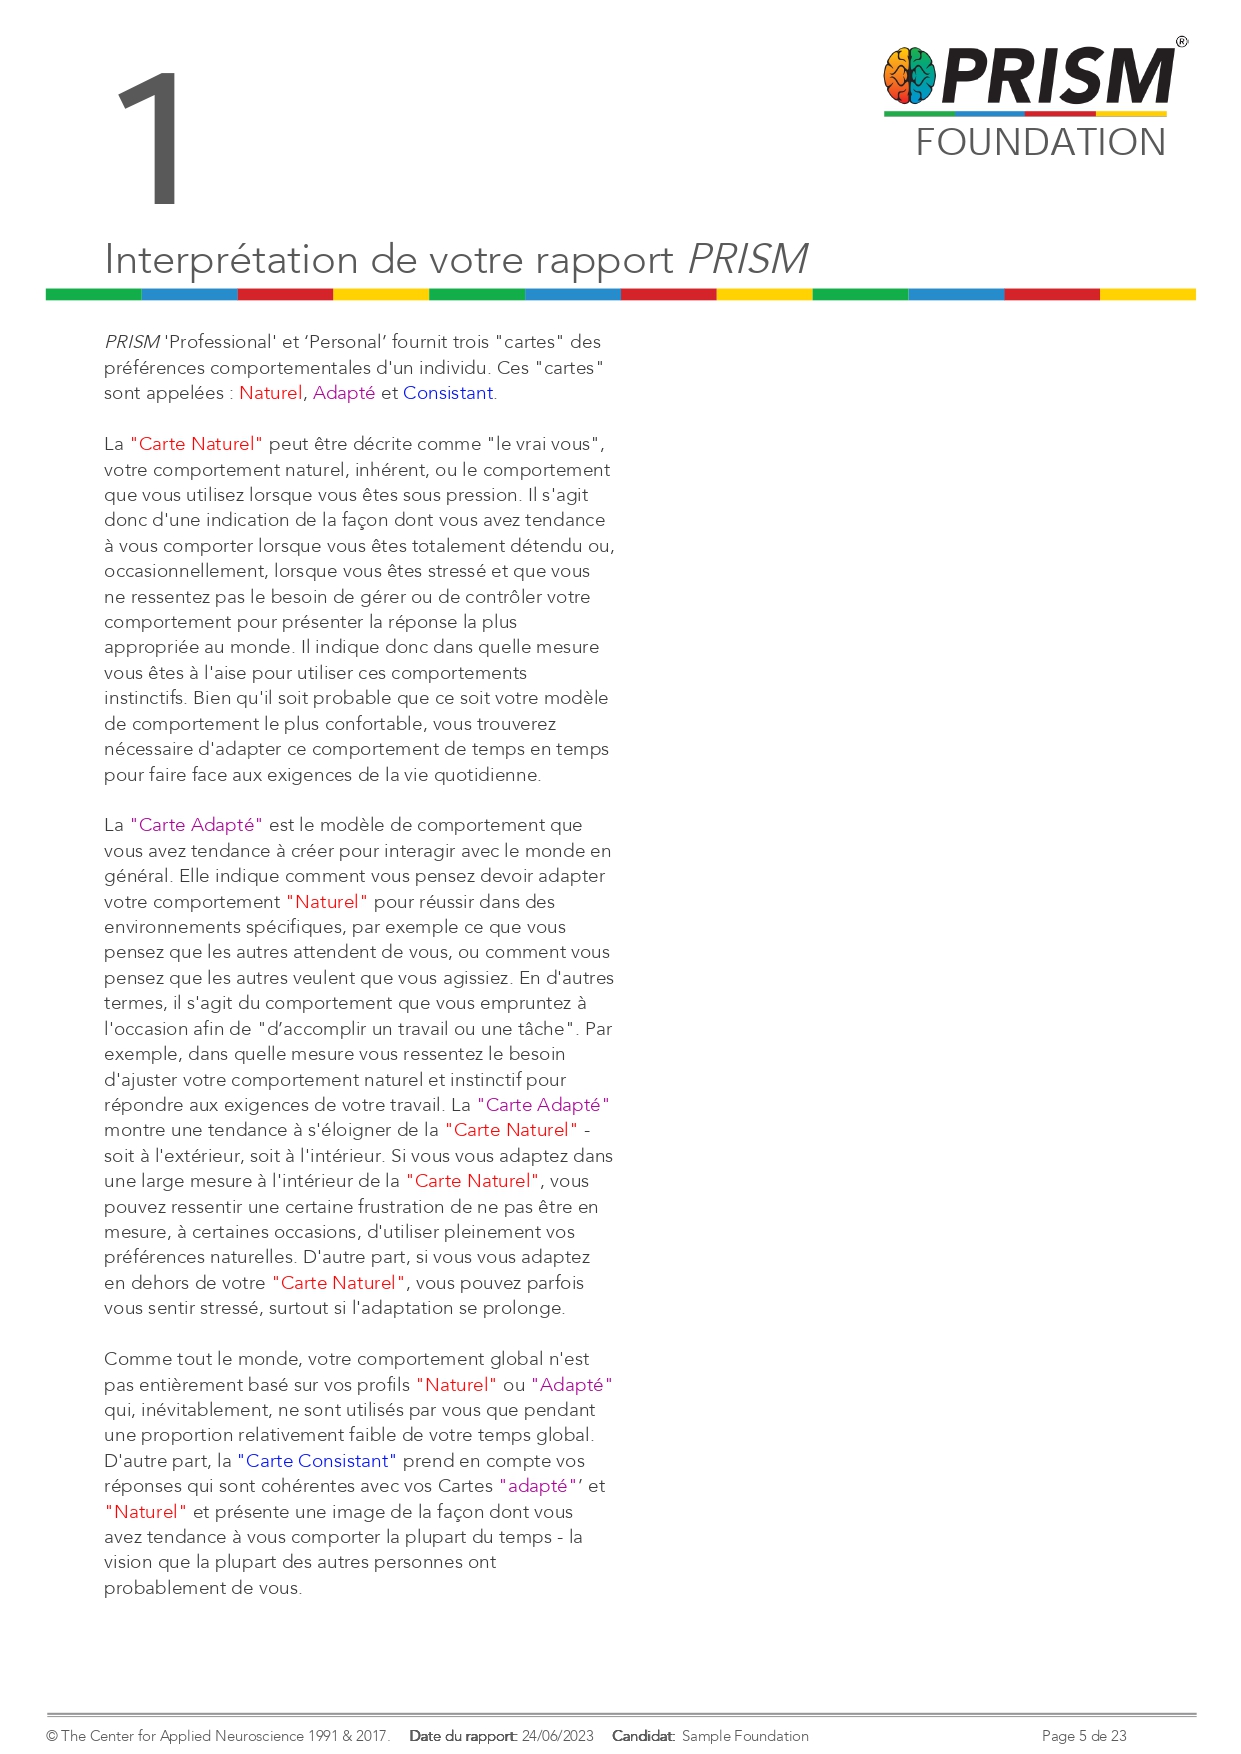 1
PRISM®
FOUNDATION
Interprétation de votre rapport PRISM
PRISM 'Professional' et ‘Personal’ fournit trois "cartes" des
préférences comportementales d'un individu. Ces "cartes"
sont appelées : Naturel, Adapté et Consistant.
La "Carte Naturel" peut être décrite comme "le vrai vous",
votre comportement naturel, inhérent, ou le comportement
que vous utilisez lorsque vous êtes sous pression. Il s'agit
donc d'une indication de la façon dont vous avez tendance
à vous comporter lorsque vous êtes totalement détendu ou,
occasionnellement, lorsque vous êtes stressé et que vous
ne ressentez pas le besoin de gérer ou de contrôler votre
comportement pour présenter la réponse la plus
appropriée au monde. Il indique donc dans quelle mesure
vous êtes à l'aise pour utiliser ces comportements
instinctifs. Bien qu'il soit probable que ce soit votre modèle
de comportement le plus confortable, vous trouverez
nécessaire d'adapter ce comportement de temps en temps
pour faire face aux exigences de la vie quotidienne.
La "Carte Adapté" est le modèle de comportement que
vous avez tendance à créer pour interagir avec le monde en
général. Elle indique comment vous pensez devoir adapter
votre comportement "Naturel" pour réussir dans des
environnements spécifiques, par exemple ce que vous
pensez que les autres attendent de vous, ou comment vous
pensez que les autres veulent que vous agissiez. En d'autres
termes, il s'agit du comportement que vous empruntez à
l'occasion afin de "d’accomplir un travail ou une tâche". Par
exemple, dans quelle mesure vous ressentez le besoin
d'ajuster votre comportement naturel et instinctif pour
répondre aux exigences de votre travail. La "Carte Adapté"
montre une tendance à s'éloigner de la "Carte Naturel" -
soit à l'extérieur, soit à l'intérieur. Si vous vous adaptez dans
une large mesure à l'intérieur de la "Carte Naturel", vous
pouvez ressentir une certaine frustration de ne pas être en
mesure, à certaines occasions, d'utiliser pleinement vos
préférences naturelles. D'autre part, si vous vous adaptez
en dehors de votre "Carte Naturel", vous pouvez parfois
vous sentir stressé, surtout si l'adaptation se prolonge.
Comme tout le monde, votre comportement global n'est
pas entièrement basé sur vos profils "Naturel" ou "Adapté"
qui, inévitablement, ne sont utilisés par vous que pendant
une proportion relativement faible de votre temps global.
D'autre part, la "Carte Consistant" prend en compte vos
réponses qui sont cohérentes avec vos Cartes "adapté"’ et
"Naturel" et présente une image de la façon dont vous
avez tendance à vous comporter la plupart du temps - la
vision que la plupart des autres personnes ont
probablement de vous.
© The Center for Applied Neuroscience 1991 & 2017. Date du rapport: 24/06/2023 Candidat: Sample Foundation Page 5 de 23